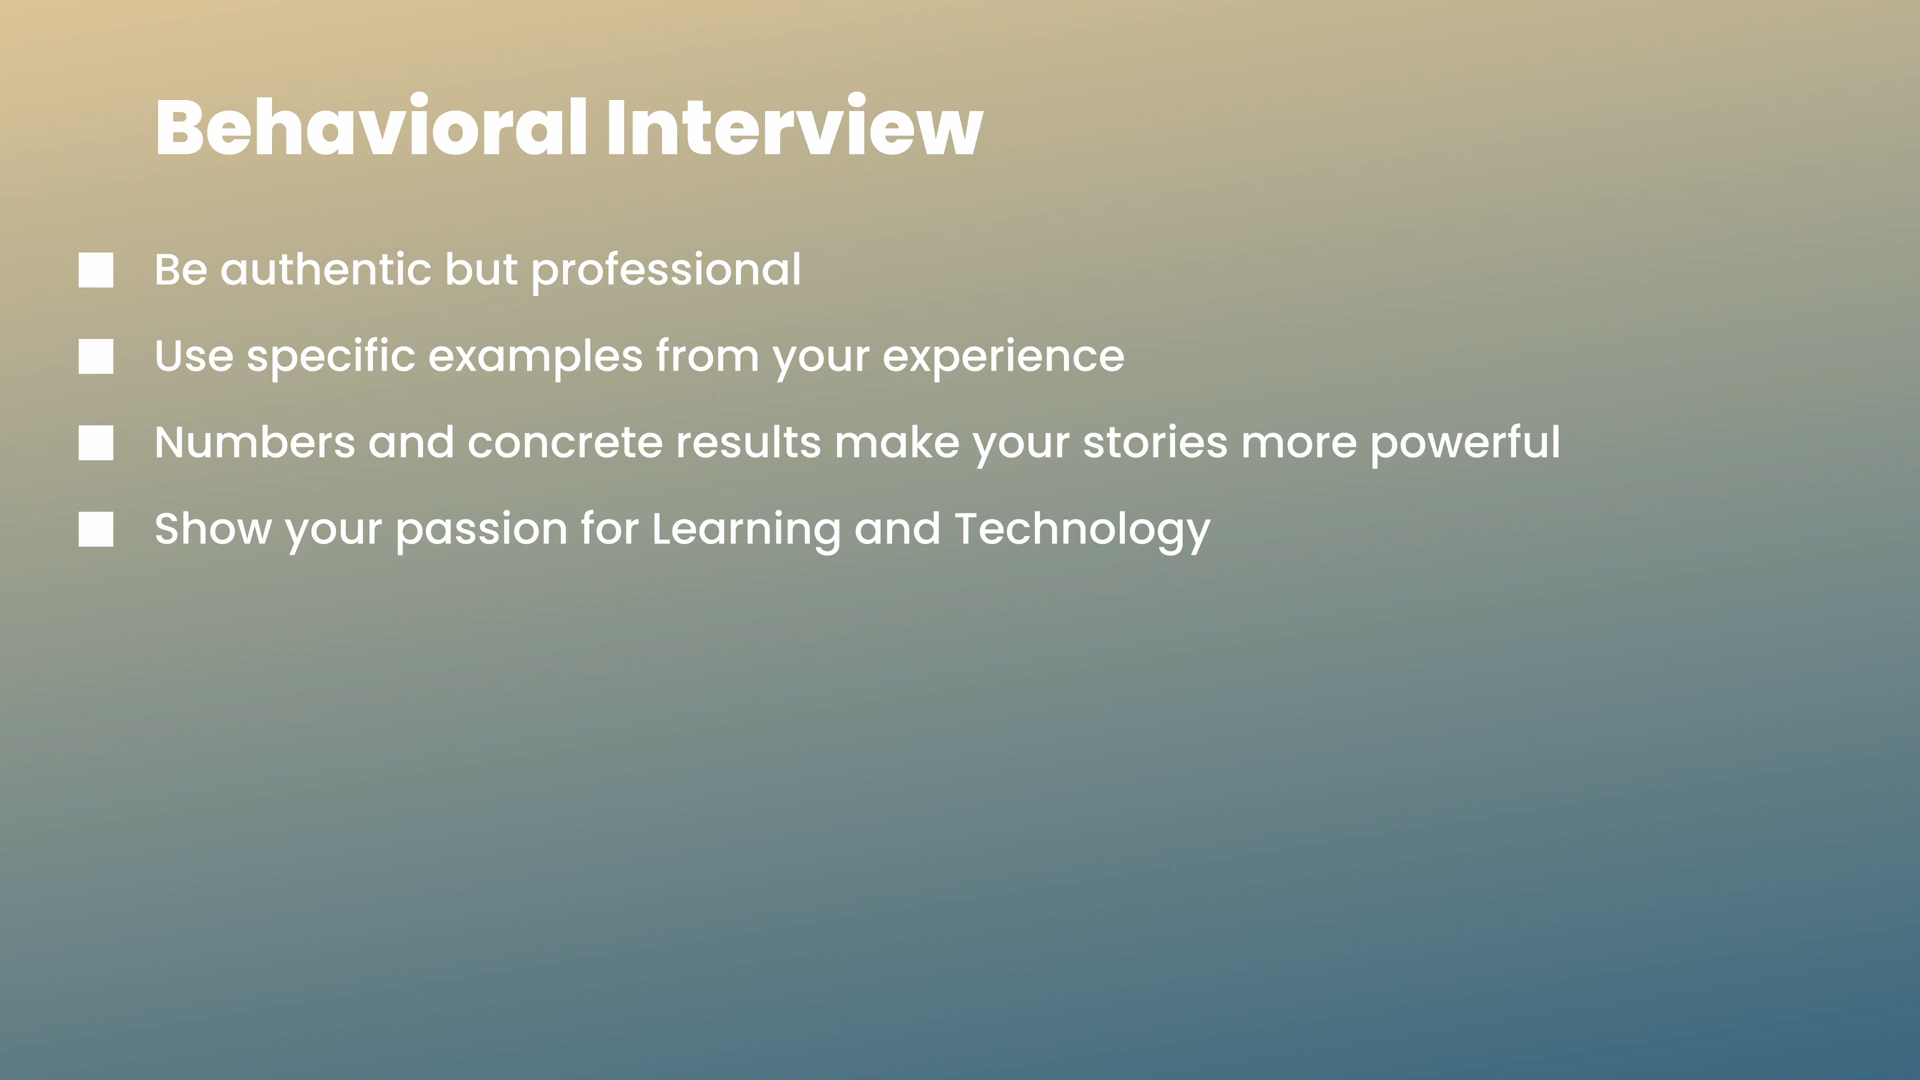 Behavioral Interview
Be authentic but professional
Use specific examples from your experience
Numbers and concrete results make your stories more powerful
Show your passion for Learning and Technology